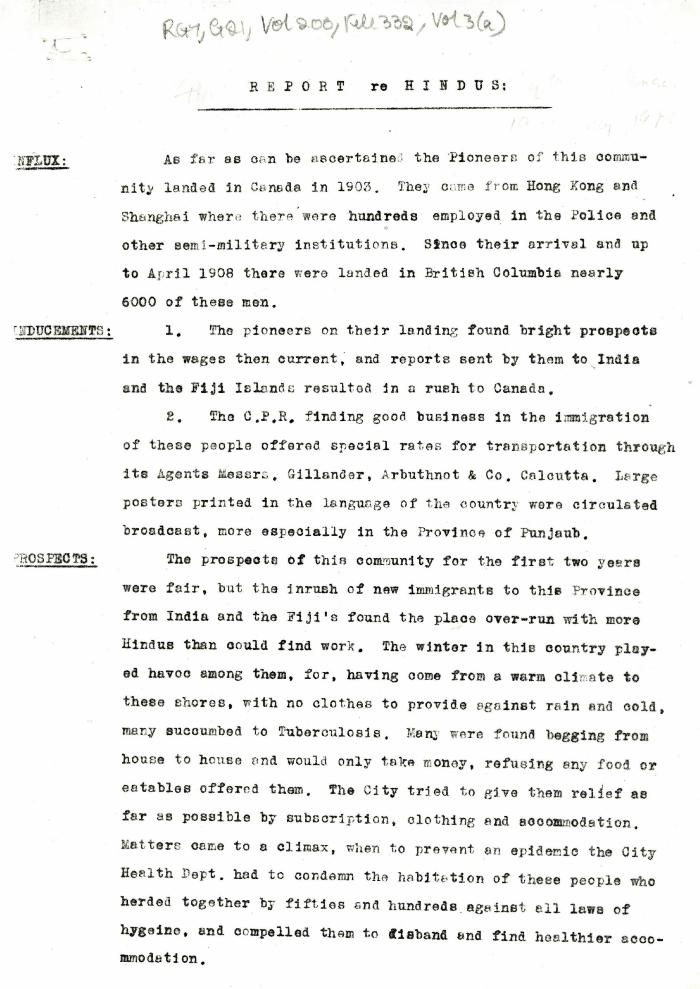 RG7, G21, Vol 200, File 332, Vol 3(a)
REPORT re HINDUS:
INFLUX: As far as can be ascertained the Pioneers of this commu-
nity landed in Canada in 1903. They came from Hong Kong and
Shanghai where there were hundreds employed in the Police and
other semi-military institutions. Since their arrival and up
to April 1908 there were landed in British Columbia nearly
6000 of these men.
INDUCEMENTS: 1. The pioneers on their landing found bright prospects
in the wages then current, and reports sent by them to India
and the Fiji Islands resulted in a rush to Canada.
2. The C.P.R. finding good business in the immigration
of these people offered special rates for transportation through
its Agents Messrs. Gillander, Arbuthnot & Co. Calcutta. Large
posters printed in the language of the country were circulated
broadcast, more especially in the Province of Punjaub.
PROSPECTS: The prospects of this community for the first two years
were fair, but the inrush of new immigrants to this Province
from India and the Fiji's found the place over-run with more
Hindus than could find work. The winter in this country play-
ed havoc among them, for, having come from a warm climate to
these shores, with no clothes to provide against rain and cold,
many succumbed to Tuberculosis. Many were found begging from
house to house and would only take money, refusing any food or
eatables offered them. The City tried to give them relief as
far as possible by subscription, clothing and accommodation.
Matters came to a climax, when to prevent an epidemic the City
Health Dept. had to condemn the habitation of these people who
herded together by fifties and hundreds against all laws of
hygeine, and compelled them to disband and find healthier acco-
mmodation.